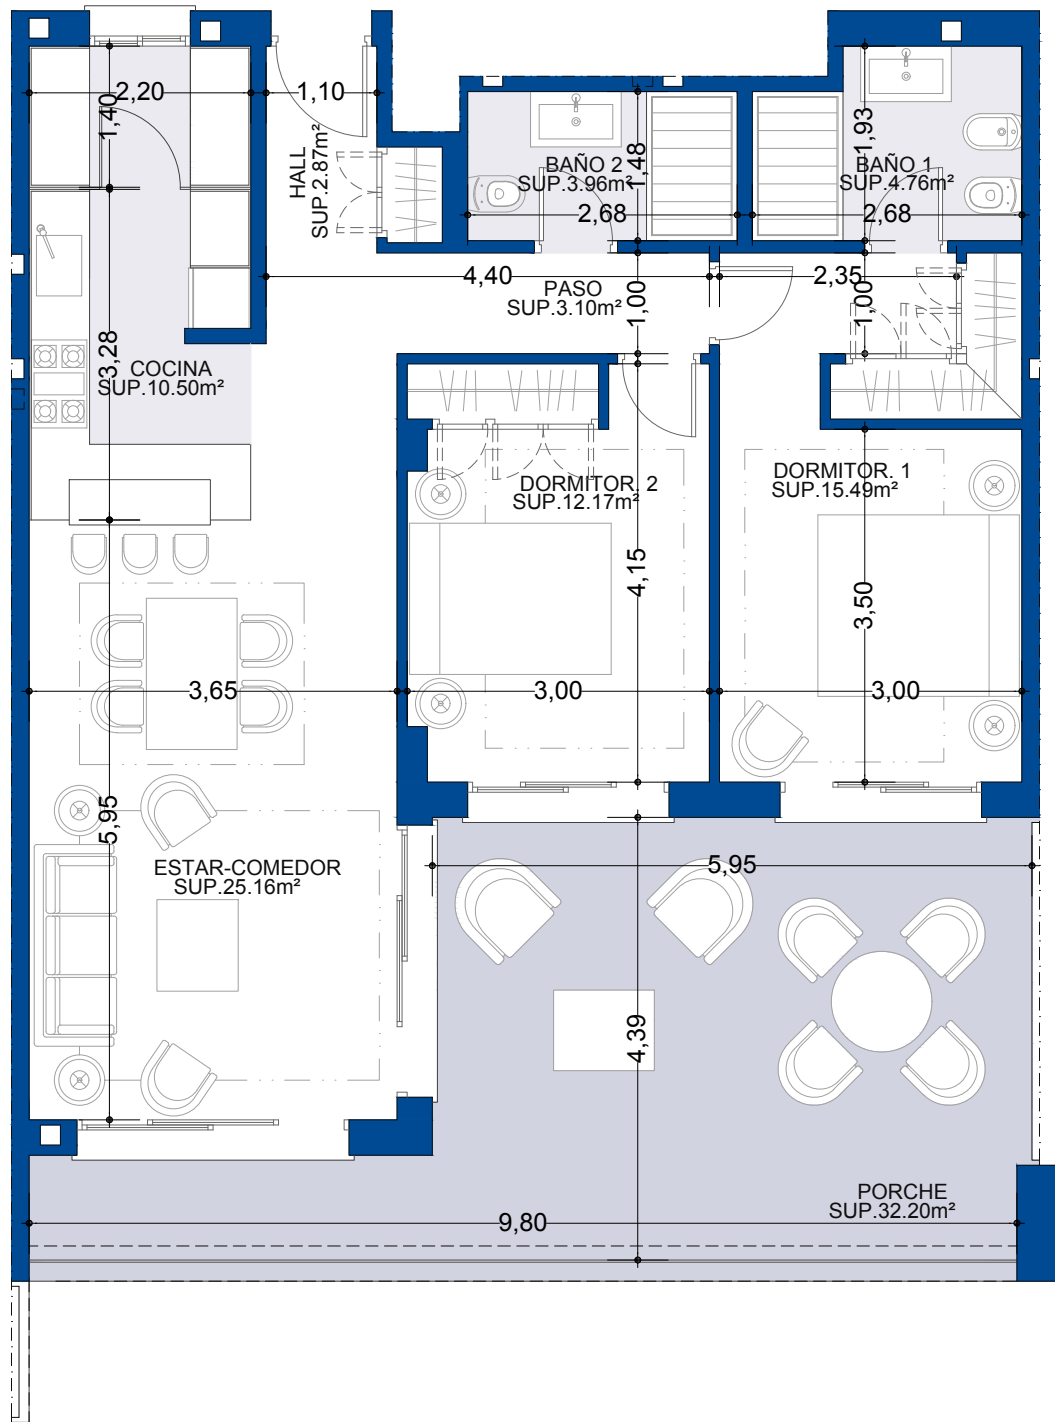 2,20
1,40
1,10
HALL
SUP.2.87m²
BAÑO 2
SUP.3.96m²
1,48
2,68
1,93
BAÑO 1
SUP.4.76m²
2,68
4,40
PASO
SUP.3.10m²
1,00
2,35
1,00
3,28
COCINA
SUP.10.50m²
DORMITOR. 2
SUP.12.17m²
DORMITOR. 1
SUP.15.49m²
4,15
3,50
3,65
3,00
3,00
5,95
ESTAR-COMEDOR
SUP.25.16m²
5,95
4,39
PORCHE
SUP.32.20m²
9,80